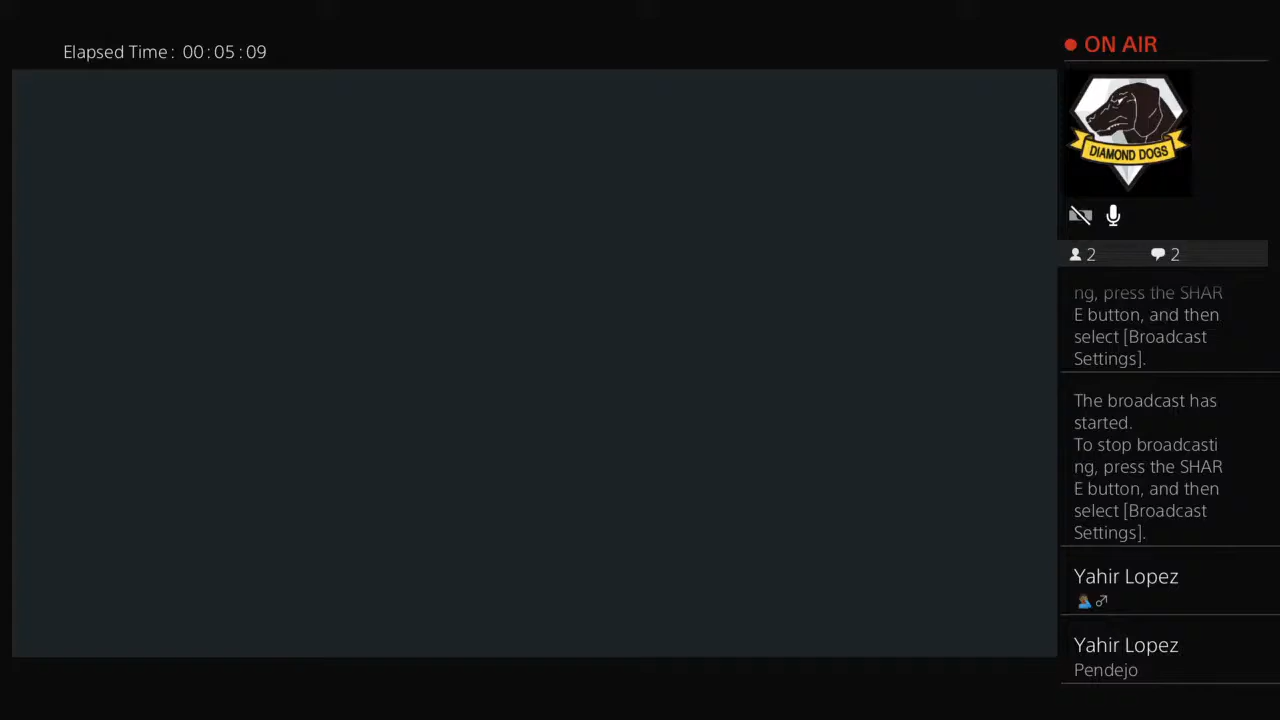 Elapsed Time: 00:05:09
ON AIR
DIAMOND DOGS
2 2
ng, press the SHAR
E button, and then
select [Broadcast
Settings].
The broadcast has
started.
To stop broadcasti
ng, press the SHAR
E button, and then
select [Broadcast
Settings].
Yahir Lopez
🤦🏾♂
Yahir Lopez
Pendejo